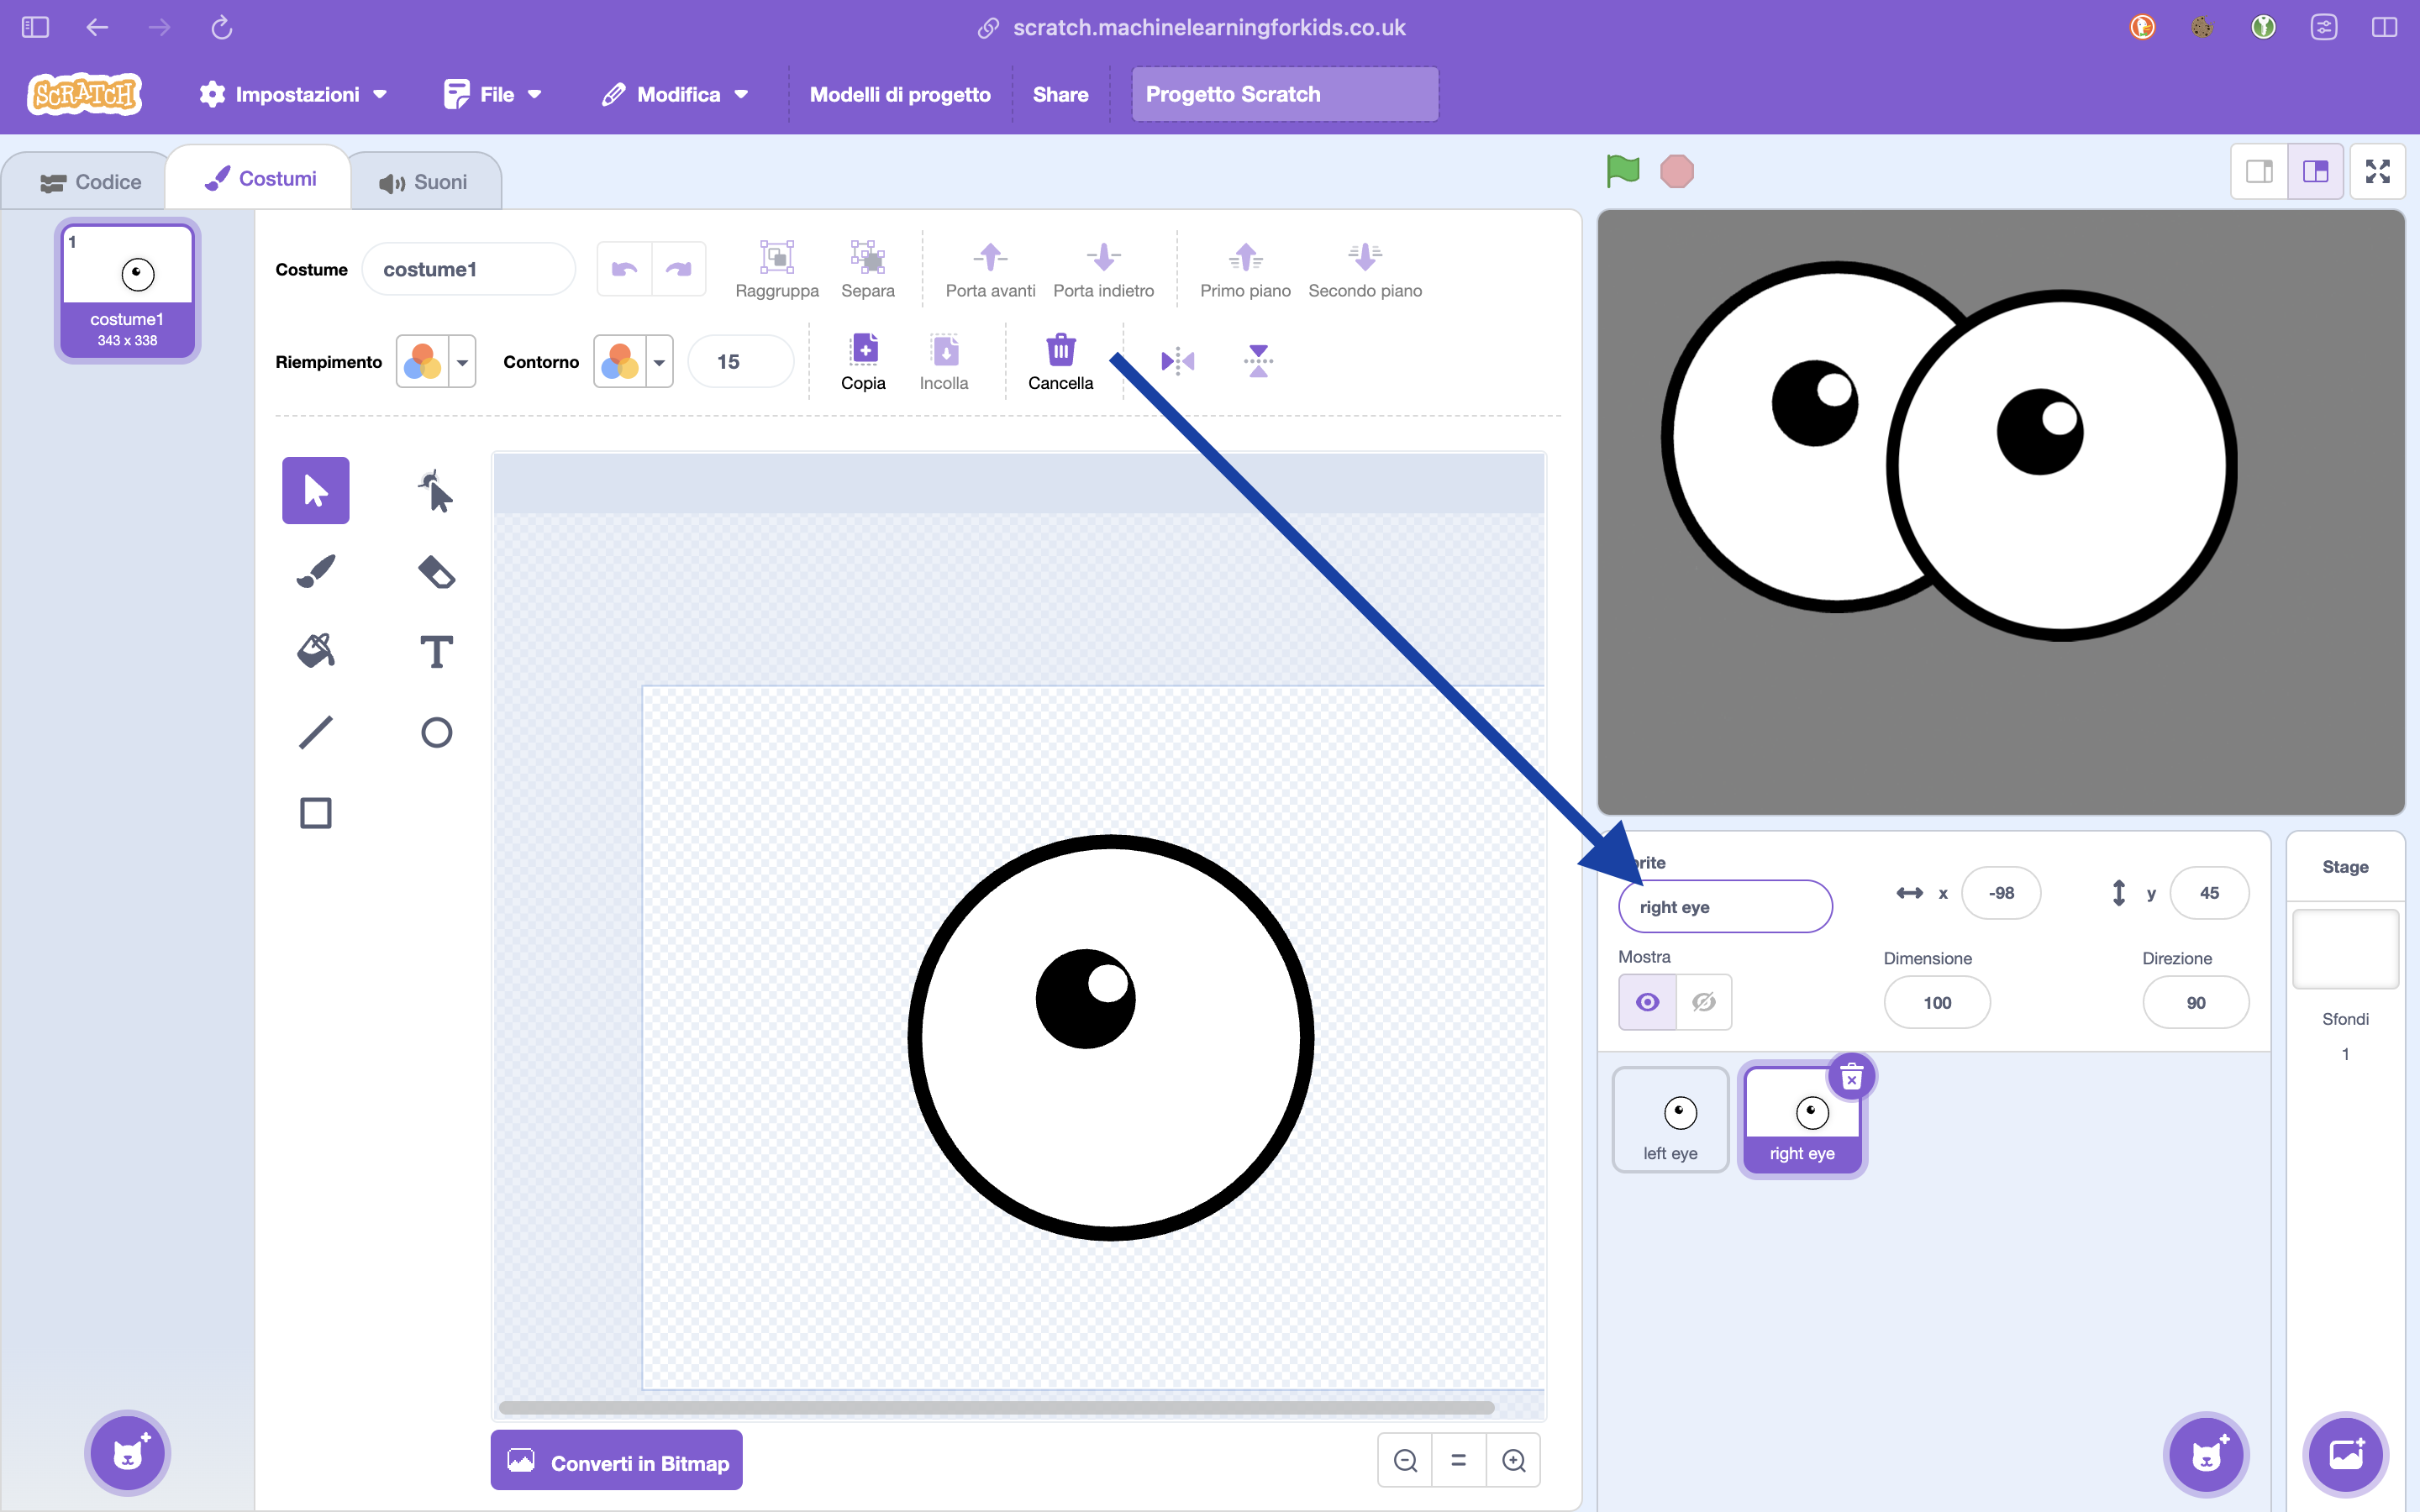 scratch.machinelearningforkids.co.uk
SCRATCH
Impostazioni
File
Modifica
Modelli di progetto
Share
Progetto Scratch
Codice
Costumi
Suoni
1
costume1
343 x 338
Costume
costume1
Raggruppa
Separa
Porta avanti
Porta indietro
Primo piano
Secondo piano
Riempimento
Contorno
15
Copia
Incolla
Cancella
Converti in Bitmap
rite
right eye
x
-98
y
45
Mostra
Dimensione
100
Direzione
90
left eye
right eye
Stage
Sfondi
1